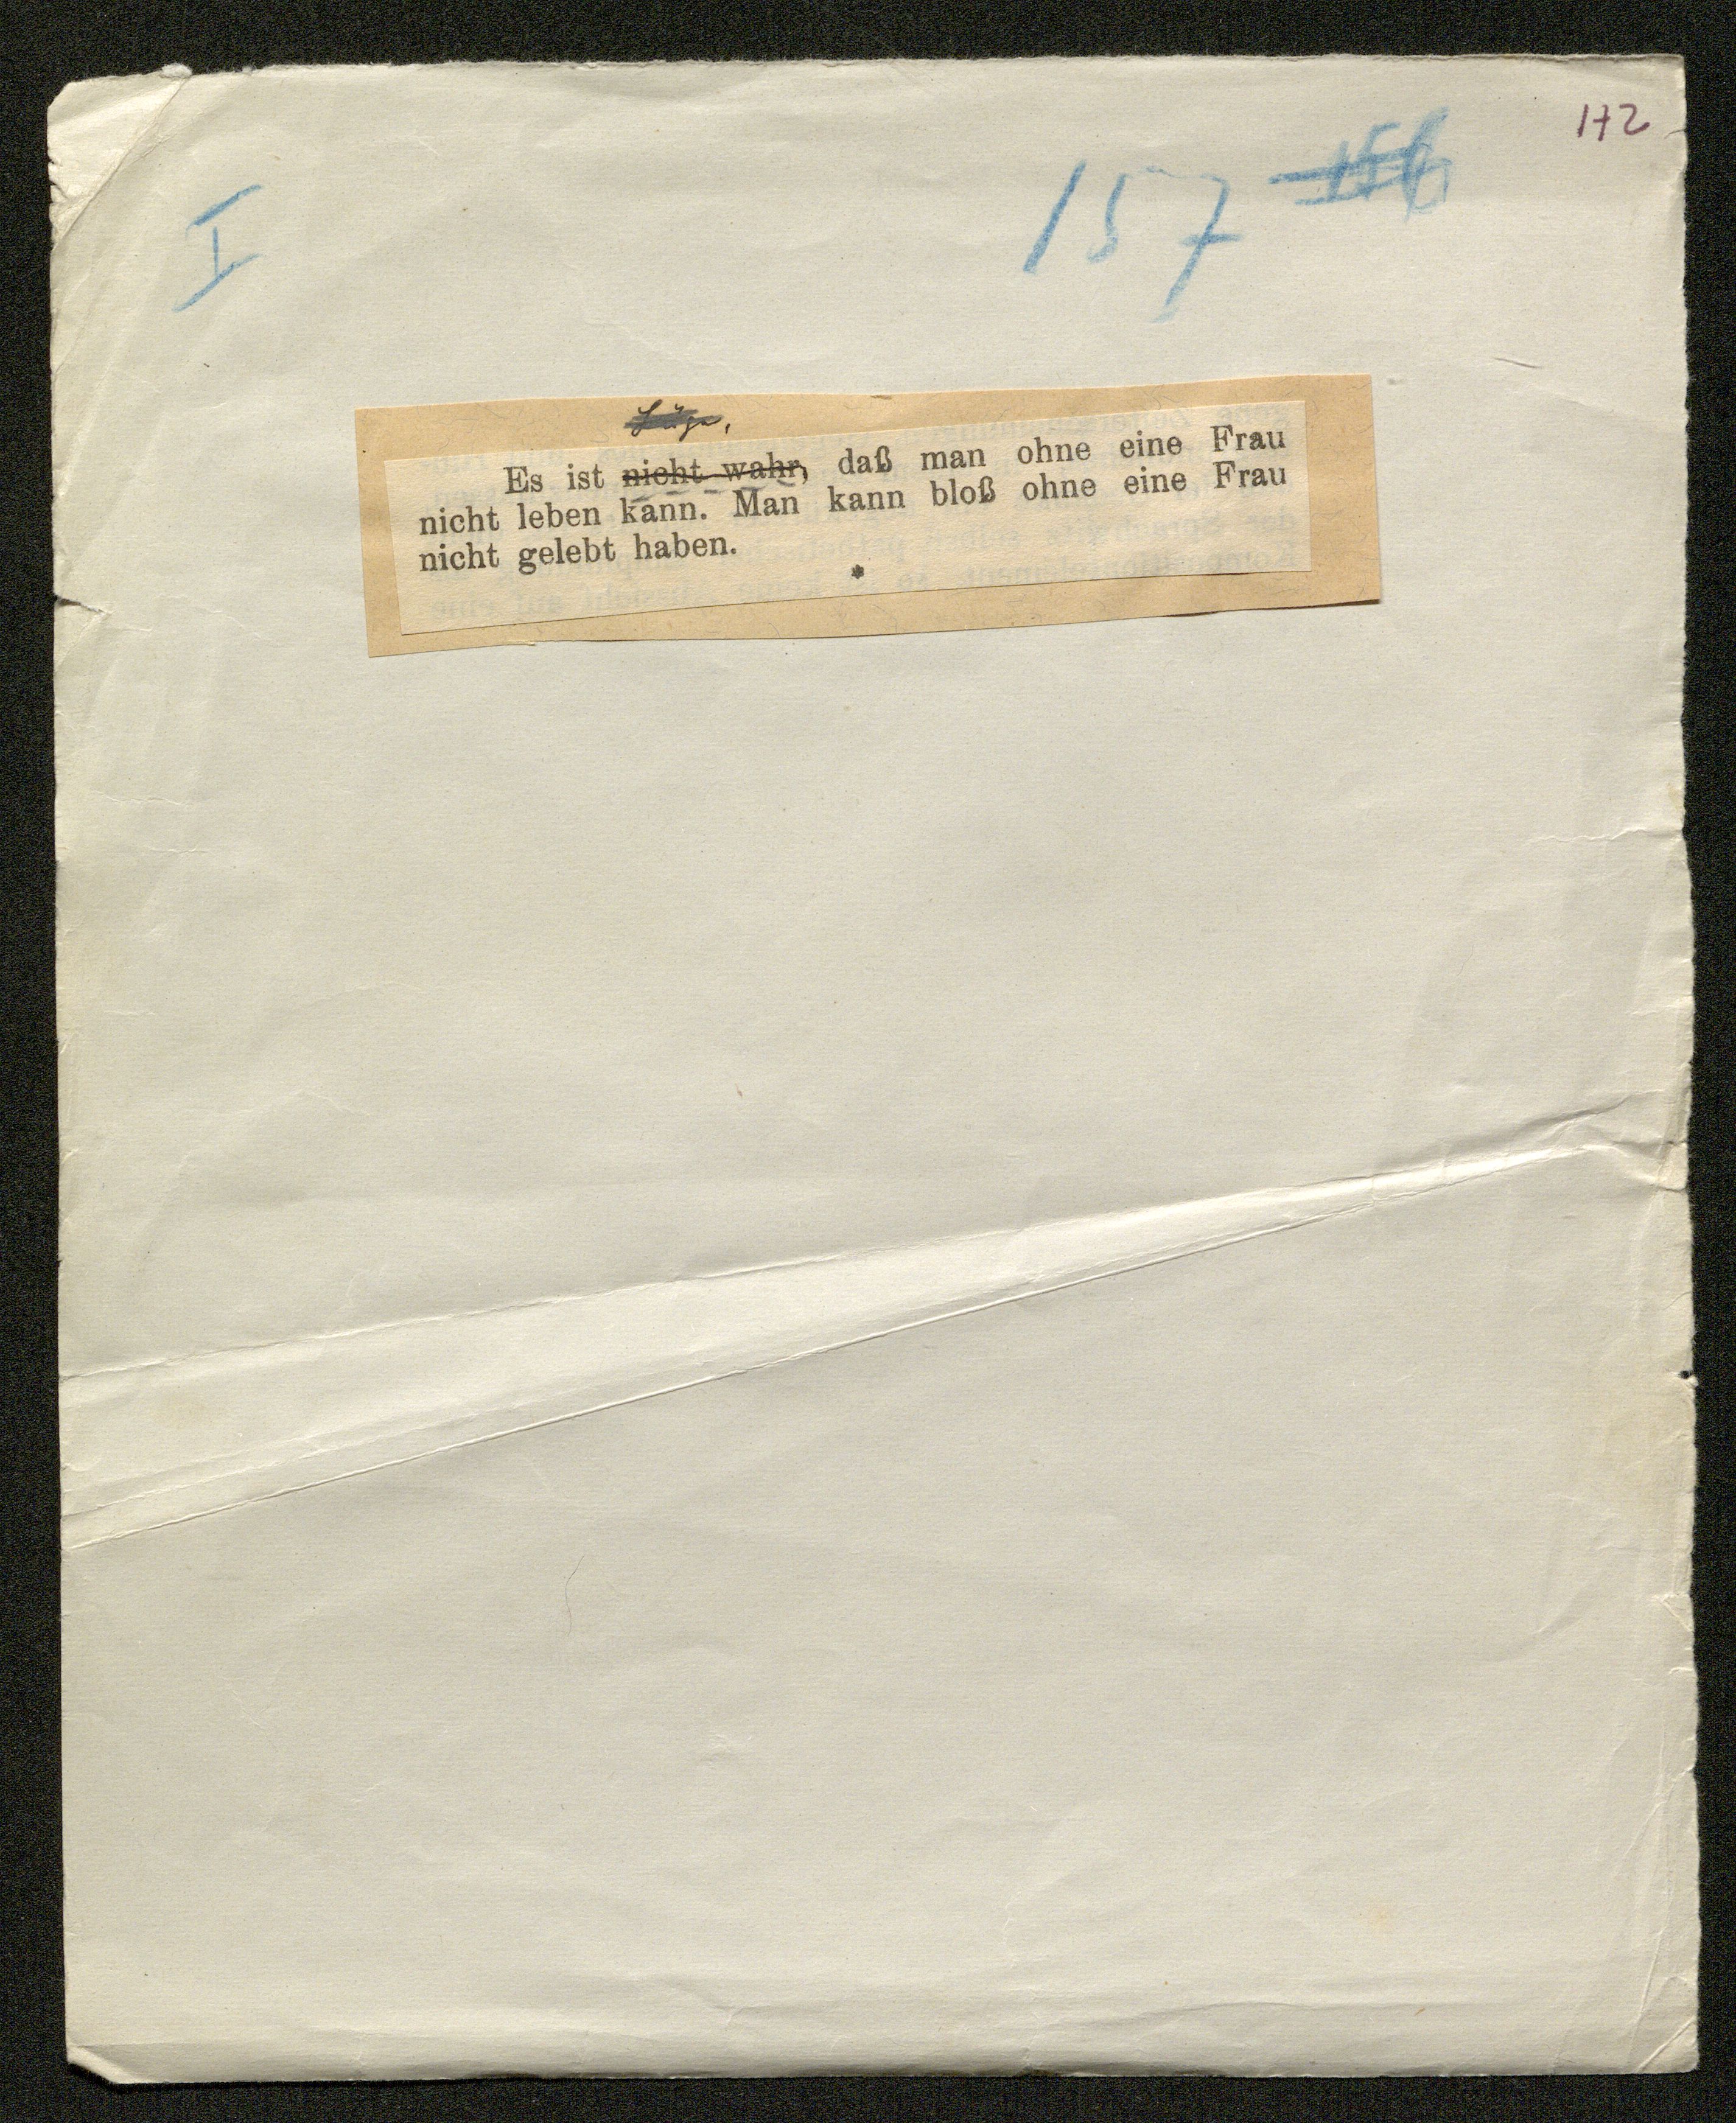 172
I
157 156
Lüge,
Es ist nicht wahr, daß man ohne eine Frau
nicht leben kann. Man kann bloß ohne eine Frau
nicht gelebt haben.
*